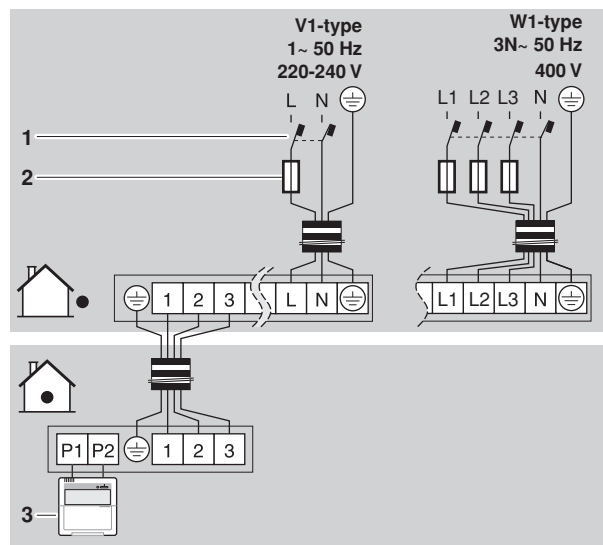 V1-type
1~ 50 Hz
220-240 V
W1-type
3N~ 50 Hz
400 V
L N
L1 L2 L3 N
1
2
1 2 3 L N
L1 L2 L3 N
P1 P2 1 2 3
3